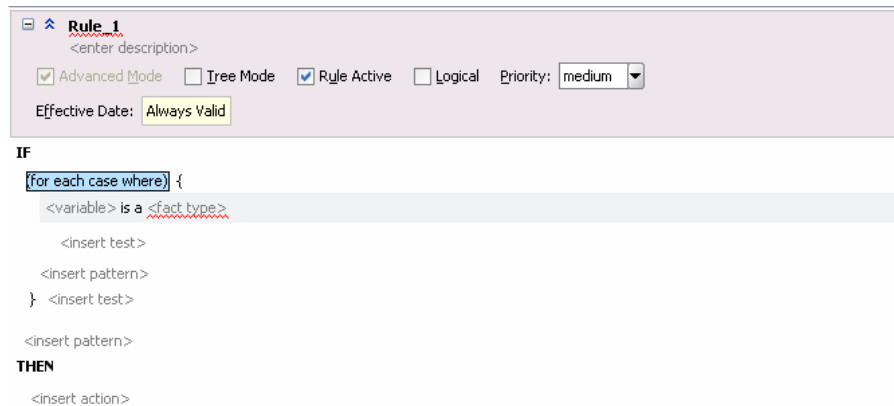 Rule_1
<enter description>
Advanced Mode Tree Mode Rule Active Logical Priority: medium
Effective Date: Always Valid
IF
(for each case where) {
<variable> is a <fact type>
<insert test>
<insert pattern>
} <insert test>
<insert pattern>
THEN
<insert action>